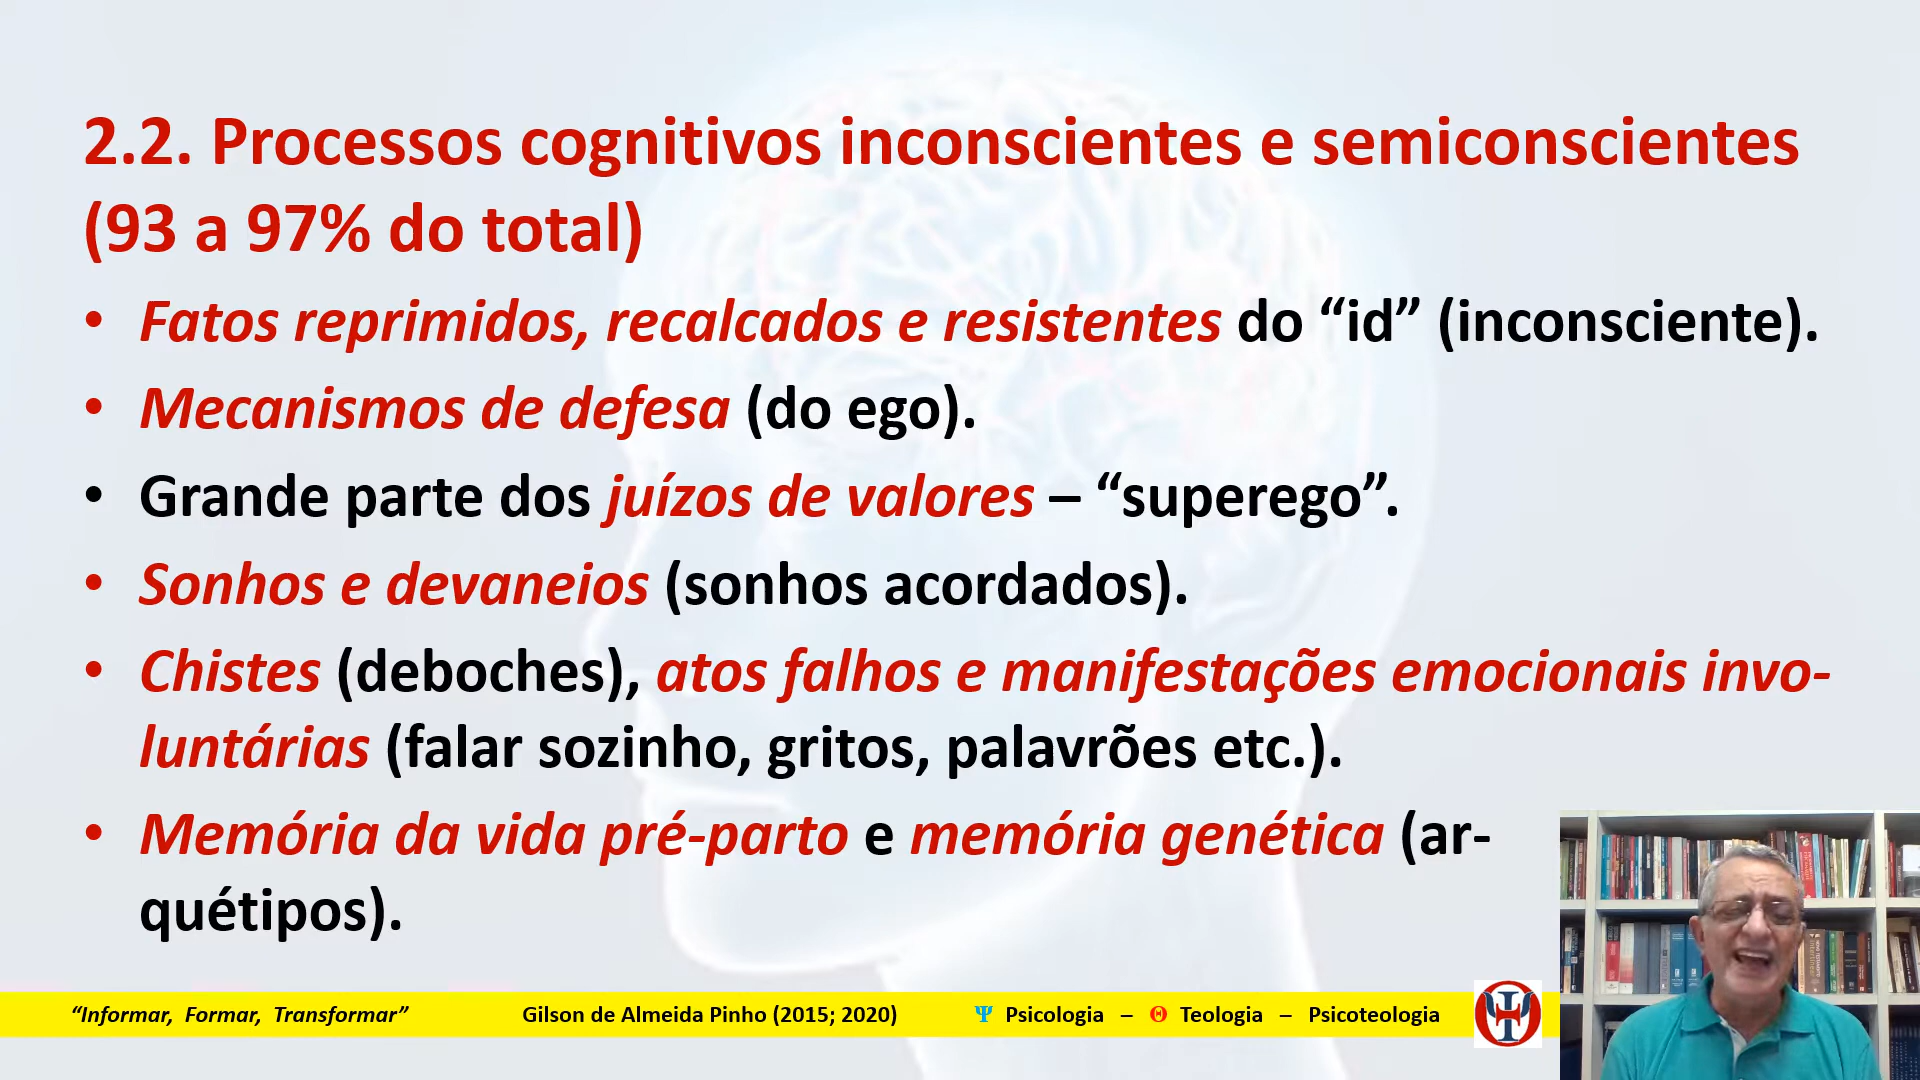 2.2. Processos cognitivos inconscientes e semiconscientes
(93 a 97% do total)
• Fatos reprimidos, recalcados e resistentes do “id” (inconsciente).
• Mecanismos de defesa (do ego).
• Grande parte dos juízos de valores – “superego”.
• Sonhos e devaneios (sonhos acordados).
• Chistes (deboches), atos falhos e manifestações emocionais invo-
luntárias (falar sozinho, gritos, palavrões etc.).
• Memória da vida pré-parto e memória genética (ar-
quétipos).
“Informar, Formar, Transformar” Gilson de Almeida Pinho (2015; 2020) Ψ Psicologia – Θ Teologia – Psicoteologia